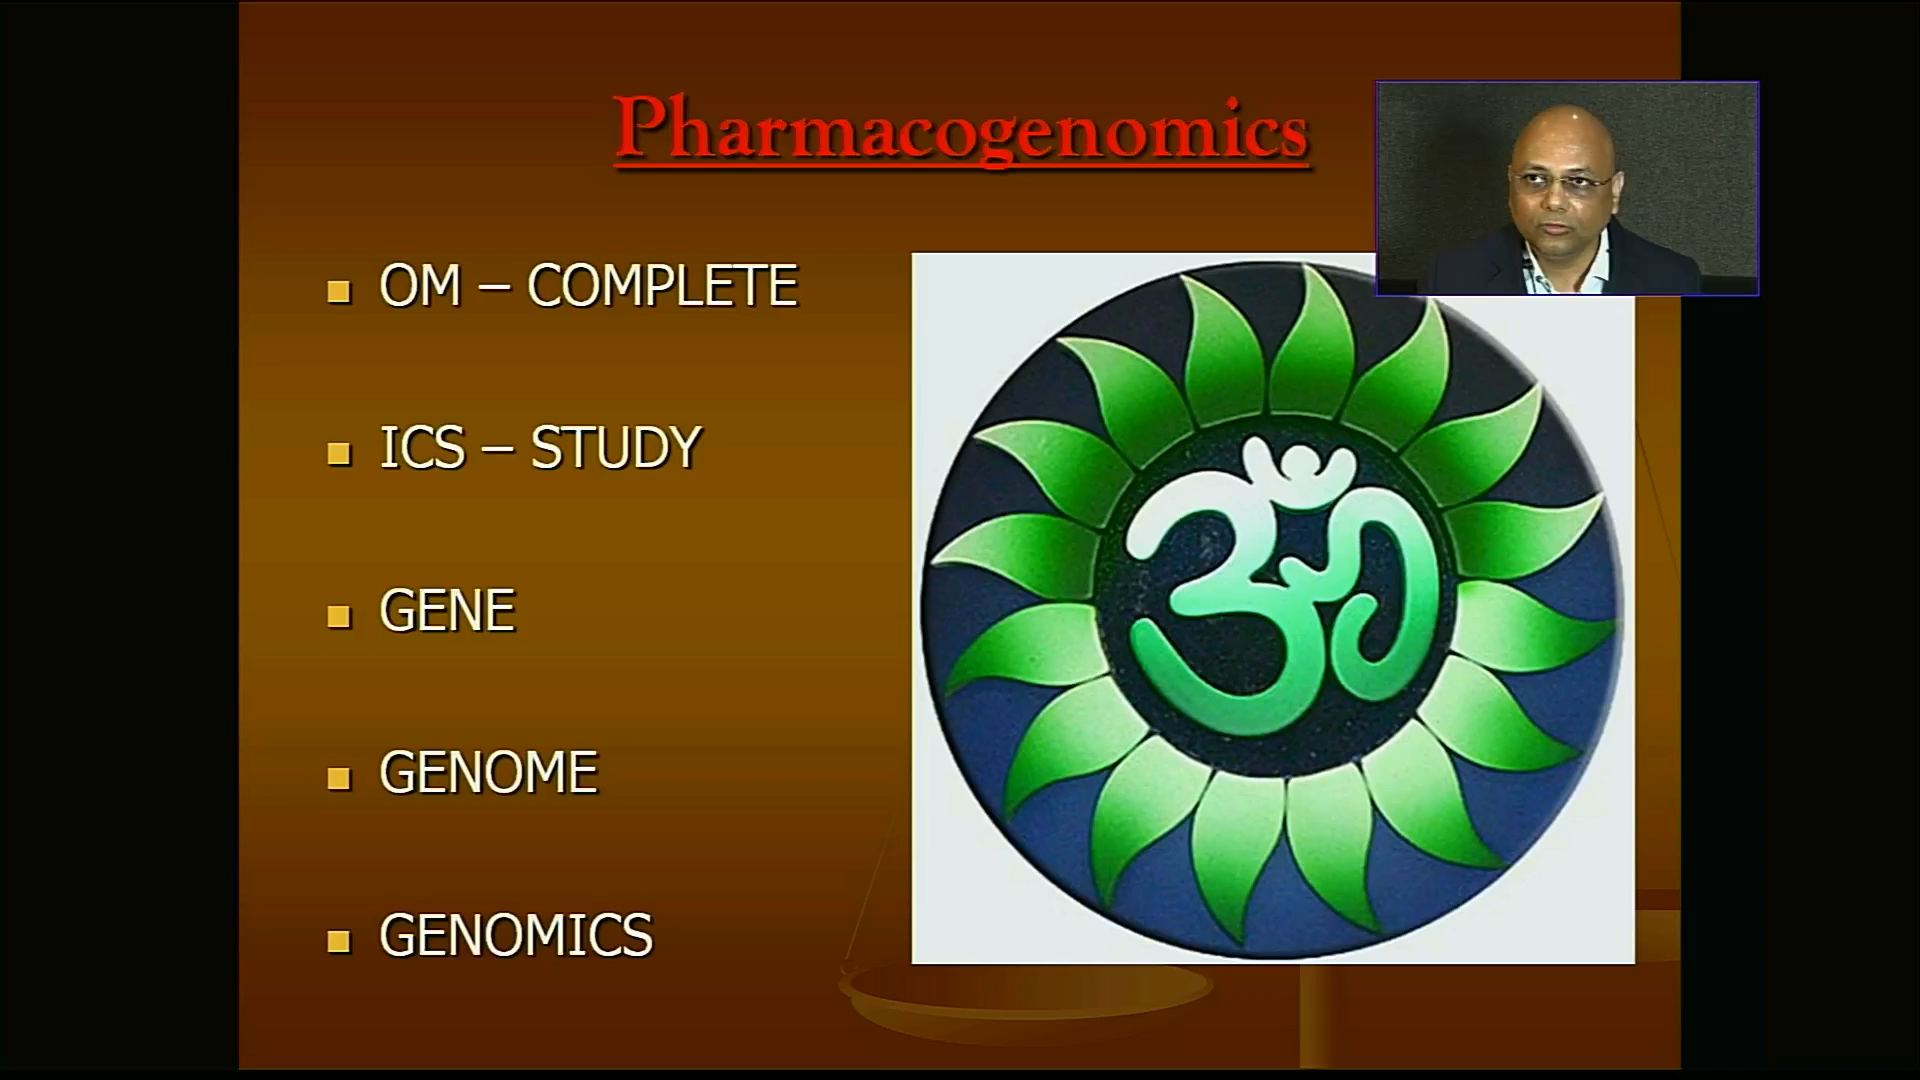 Pharmacogenomics
OM – COMPLETE
ICS – STUDY
GENE
GENOME
GENOMICS
ॐ